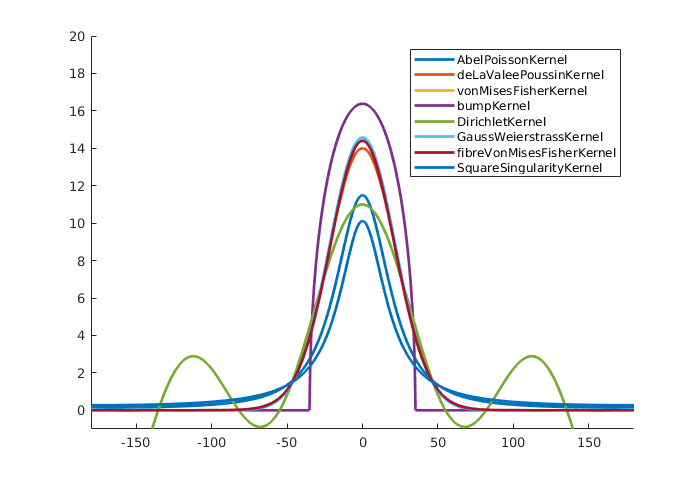 20
18
16
14
12
10
8
6
4
2
0
-150 -100 -50 0 50 100 150
AbelPoissonKernel
deLaValeePoussinKernel
vonMisesFisherKernel
bumpKernel
DirichletKernel
GaussWeierstrassKernel
fibreVonMisesFisherKernel
SquareSingularityKernel